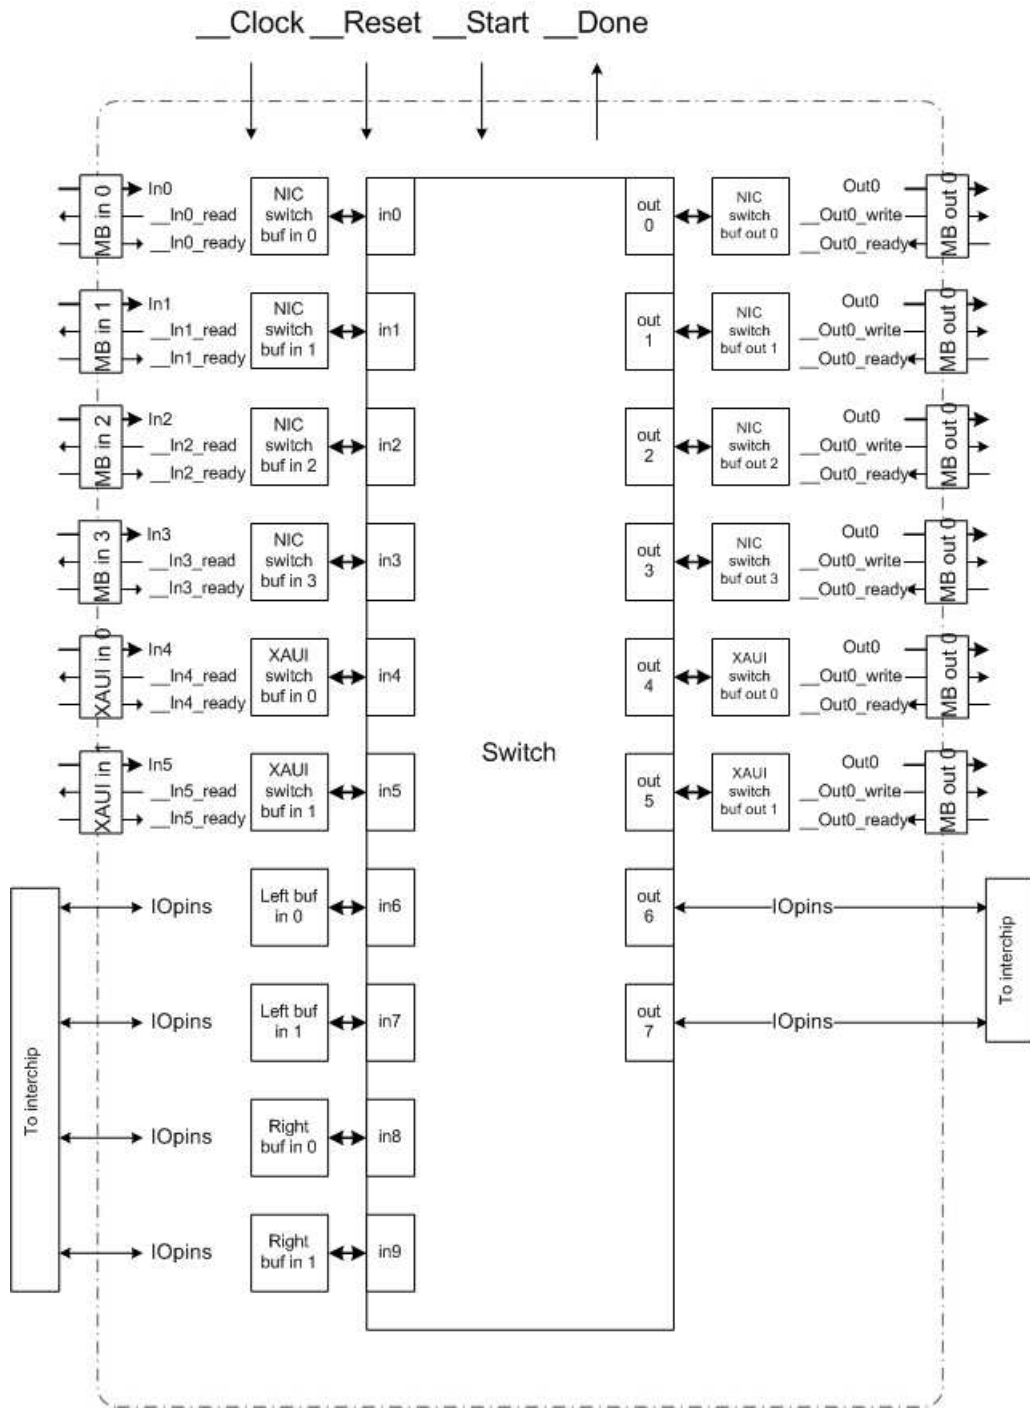 __Clock __Reset __Start __Done
MB in 0
In0
__In0_read
__In0_ready
NIC
switch
buf in 0
in0
out
0
NIC
switch
buf out 0
Out0
__Out0_write
__Out0_ready
MB out 0
MB in 1
In1
__In1_read
__In1_ready
NIC
switch
buf in 1
in1
out
1
NIC
switch
buf out 1
Out0
__Out0_write
__Out0_ready
MB out 0
MB in 2
In2
__In2_read
__In2_ready
NIC
switch
buf in 2
in2
out
2
NIC
switch
buf out 2
Out0
__Out0_write
__Out0_ready
MB out 0
MB in 3
In3
__In3_read
__In3_ready
NIC
switch
buf in 3
in3
out
3
NIC
switch
buf out 3
Out0
__Out0_write
__Out0_ready
MB out 0
XAUI in 0
In4
__In4_read
__In4_ready
XAUI
switch
buf in 0
in4
out
4
XAUI
switch
buf out 0
Out0
__Out0_write
__Out0_ready
MB out 0
Switch
XAUI in 1
In5
__In5_read
__In5_ready
XAUI
switch
buf in 1
in5
out
5
XAUI
switch
buf out 1
Out0
__Out0_write
__Out0_ready
MB out 0
To interchip
IOpins
Left buf
in 0
in6
out
6
IOpins
To interchip
IOpins
Left buf
in 1
in7
out
7
IOpins
IOpins
Right
buf in 0
in8
IOpins
Right
buf in 1
in9